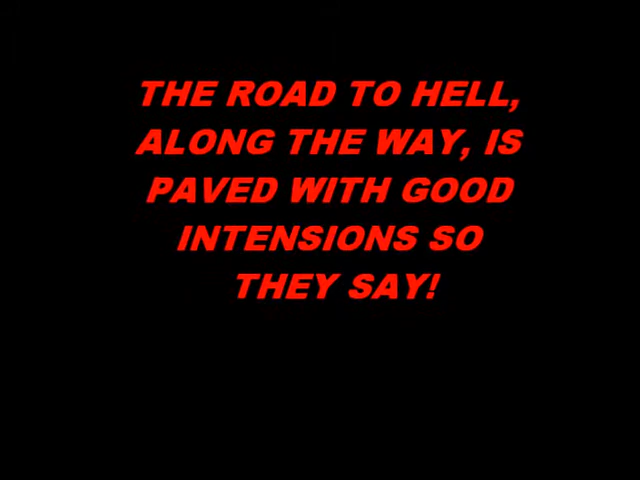 THE ROAD TO HELL,
ALONG THE WAY, IS
PAVED WITH GOOD
INTENSIONS SO
THEY SAY!